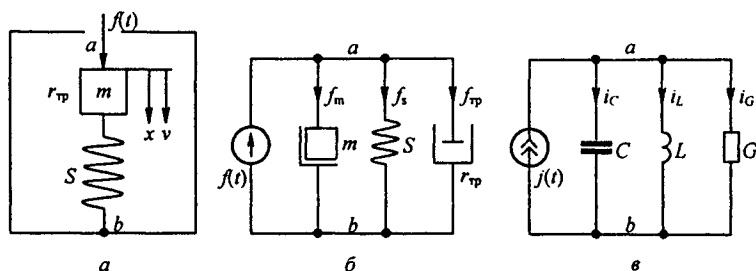 f(t)
a
r_тр
m
x v
S
b
а
a
f_m f_s f_тр
f(t) m S r_тр
b
б
a
i_C i_L i_G
j(t) C L G
b
в